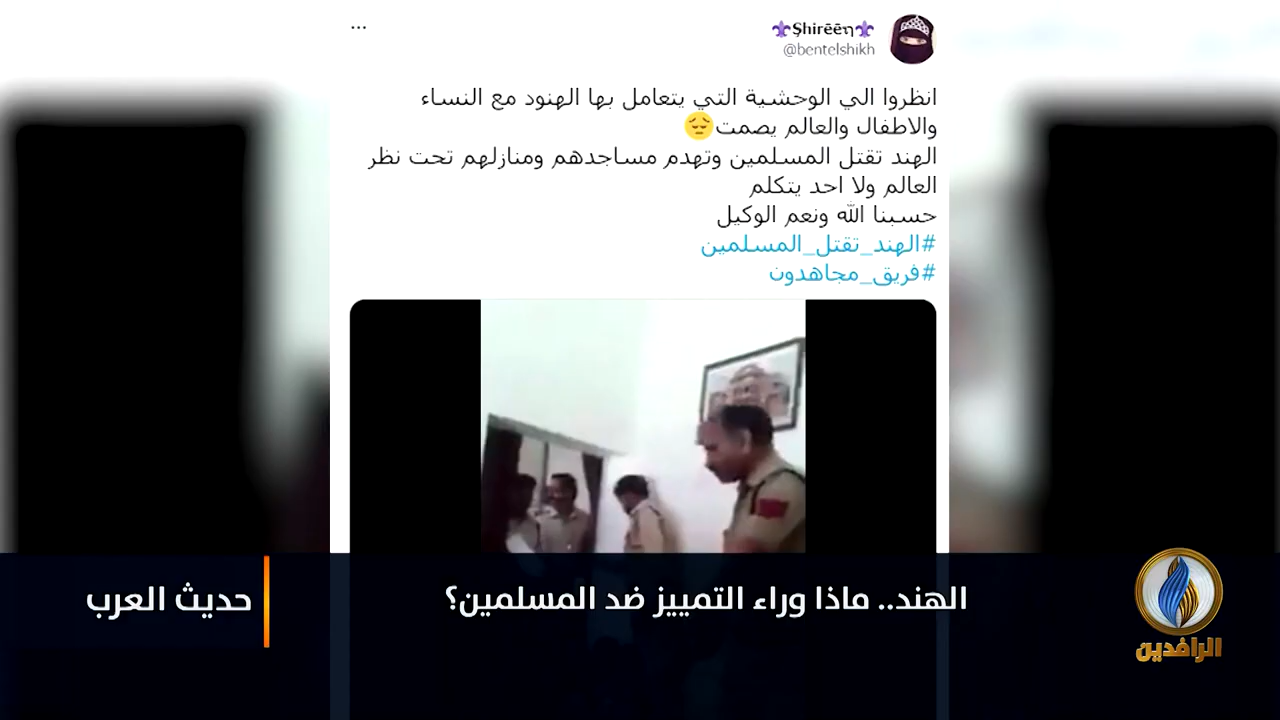 ⚜️Şhirēēη⚜️
@bentelshikh
انظروا الي الوحشية التي يتعامل بها الهنود مع النساء
والاطفال والعالم يصمت😔
الهند تقتل المسلمين وتهدم مساجدهم ومنازلهم تحت نظر
العالم ولا احد يتكلم
حسبنا الله ونعم الوكيل
#الهند_تقتل_المسلمين
#فريق_مجاهدون
الهند.. ماذا وراء التمييز ضد المسلمين؟
حديث العرب
الرافدين